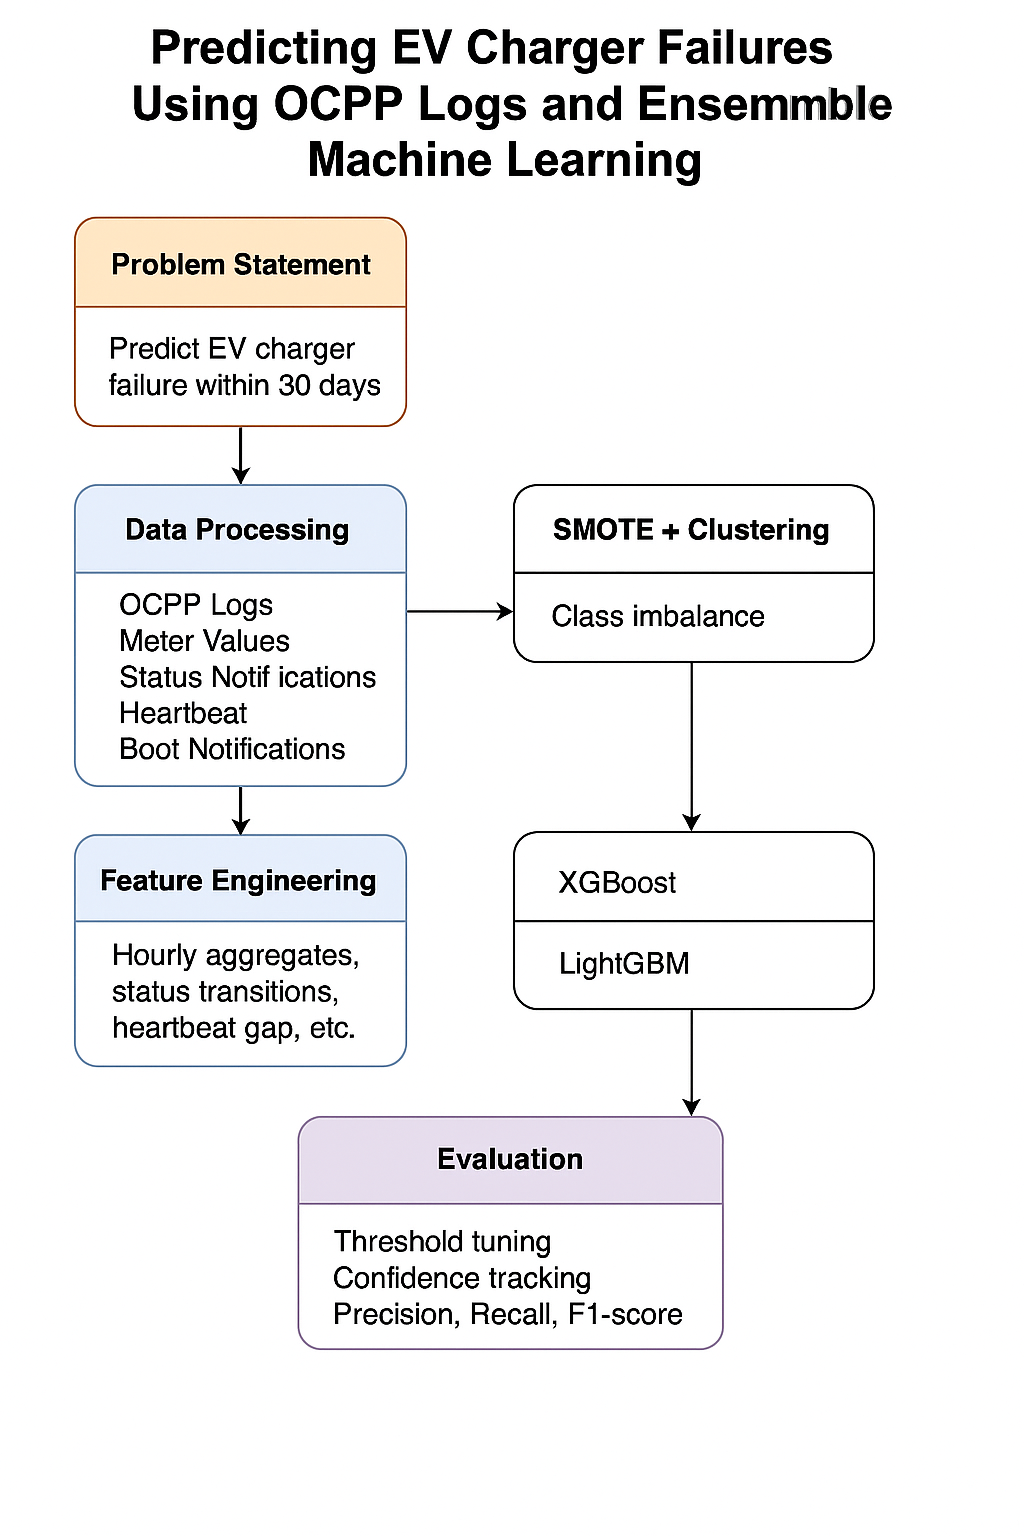 Predicting EV Charger Failures
Using OCPP Logs and Ensemmble
Machine Learning
Problem Statement
Predict EV charger
failure within 30 days
Data Processing
OCPP Logs
Meter Values
Status Notif ications
Heartbeat
Boot Notifications
SMOTE + Clustering
Class imbalance
Feature Engineering
Hourly aggregates,
status transitions,
heartbeat gap, etc.
XGBoost
LightGBM
Evaluation
Threshold tuning
Confidence tracking
Precision, Recall, F1-score